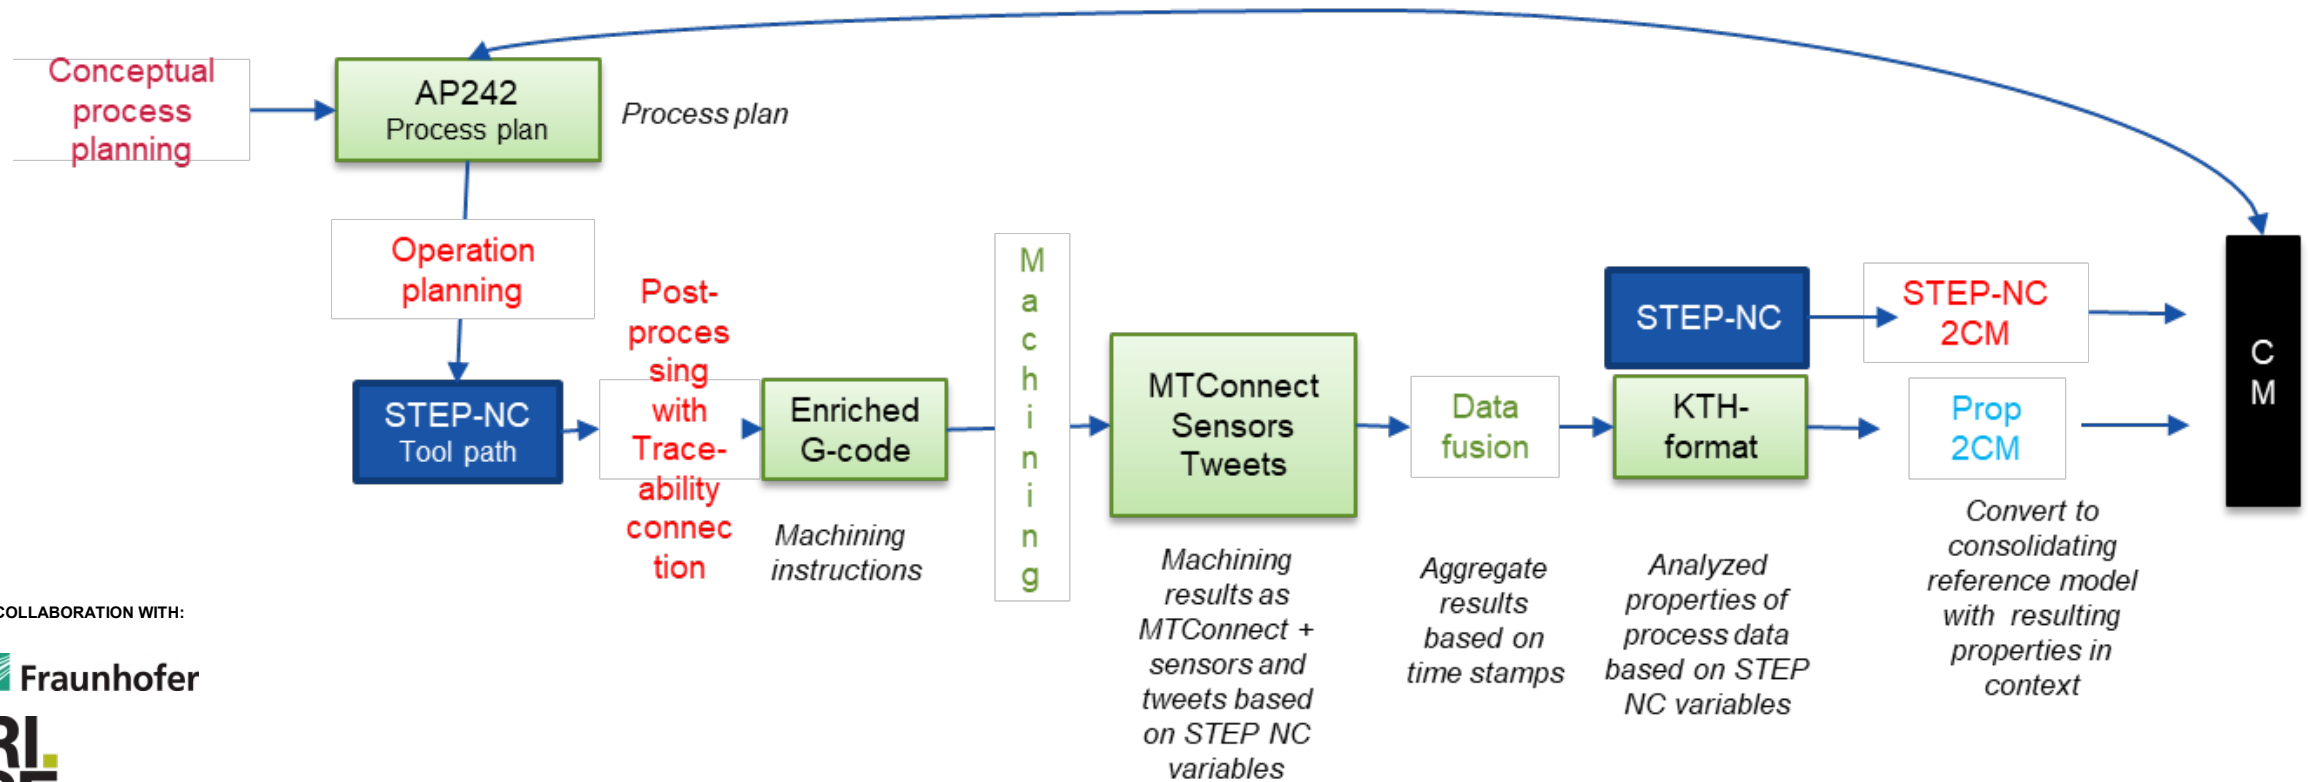 Conceptual
process
planning
AP242
Process plan
Process plan
Operation
planning
STEP-NC
Tool path
Post-
proces
sing
with
Trace-
ability
connec
tion
Enriched
G-code
Machining
instructions
M
a
c
h
i
n
i
n
g
MTConnect
Sensors
Tweets
Machining
results as
MTConnect +
sensors and
tweets based
on STEP NC
variables
Data
fusion
Aggregate
results
based on
time stamps
STEP-NC
KTH-
format
Analyzed
properties of
process data
based on STEP
NC variables
STEP-NC
2CM
Prop
2CM
Convert to
consolidating
reference model
with resulting
properties in
context
C
M
COLLABORATION WITH:
Fraunhofer
RI.